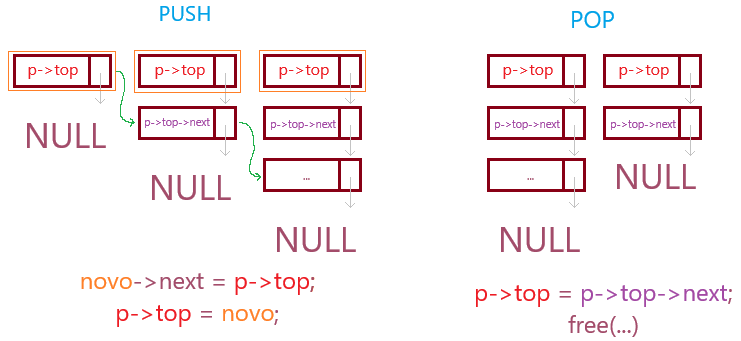 PUSH
POP
p->top p->top p->top p->top p->top
NULL p->top->next p->top->next p->top->next p->top->next
NULL ... ... NULL
NULL NULL
novo->next = p->top;
p->top = novo;
p->top = p->top->next;
free(...)